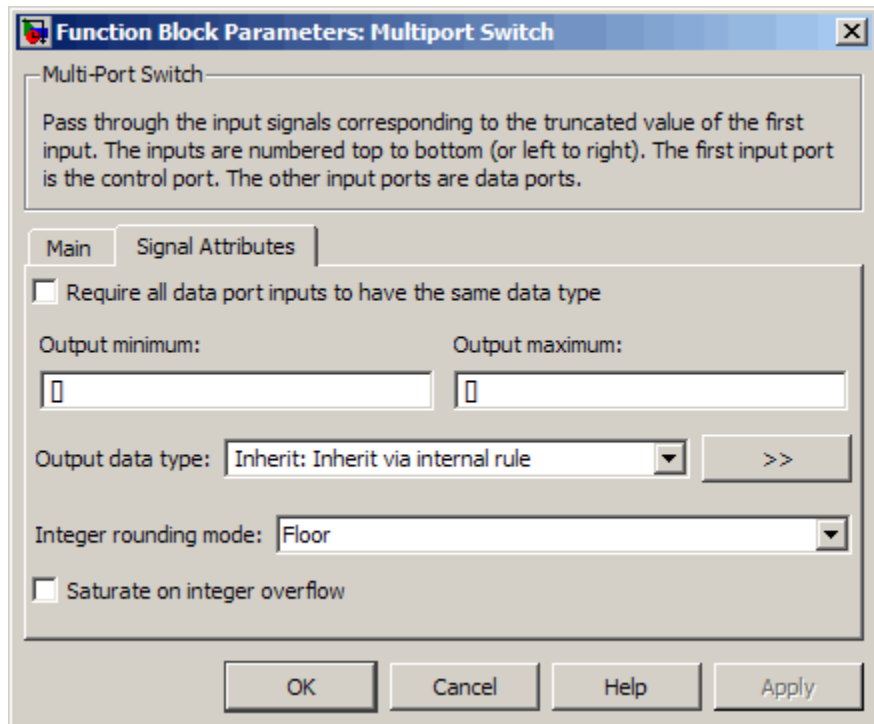 Function Block Parameters: Multiport Switch
Multi-Port Switch
Pass through the input signals corresponding to the truncated value of the first
input. The inputs are numbered top to bottom (or left to right). The first input port
is the control port. The other input ports are data ports.
Main Signal Attributes
Require all data port inputs to have the same data type
Output minimum: Output maximum:
[] []
Output data type: Inherit: Inherit via internal rule >>
Integer rounding mode: Floor
Saturate on integer overflow
OK Cancel Help Apply